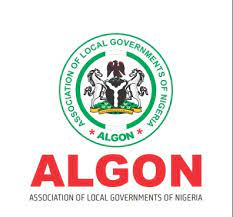 ASSOCIATION OF LOCAL GOVERNMENTS OF NIGERIA
ALGON
ALGON
ASSOCIATION OF LOCAL GOVERNMENTS OF NIGERIA